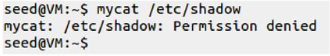 seed@VM:~$ mycat /etc/shadow
mycat: /etc/shadow: Permission denied
seed@VM:~$